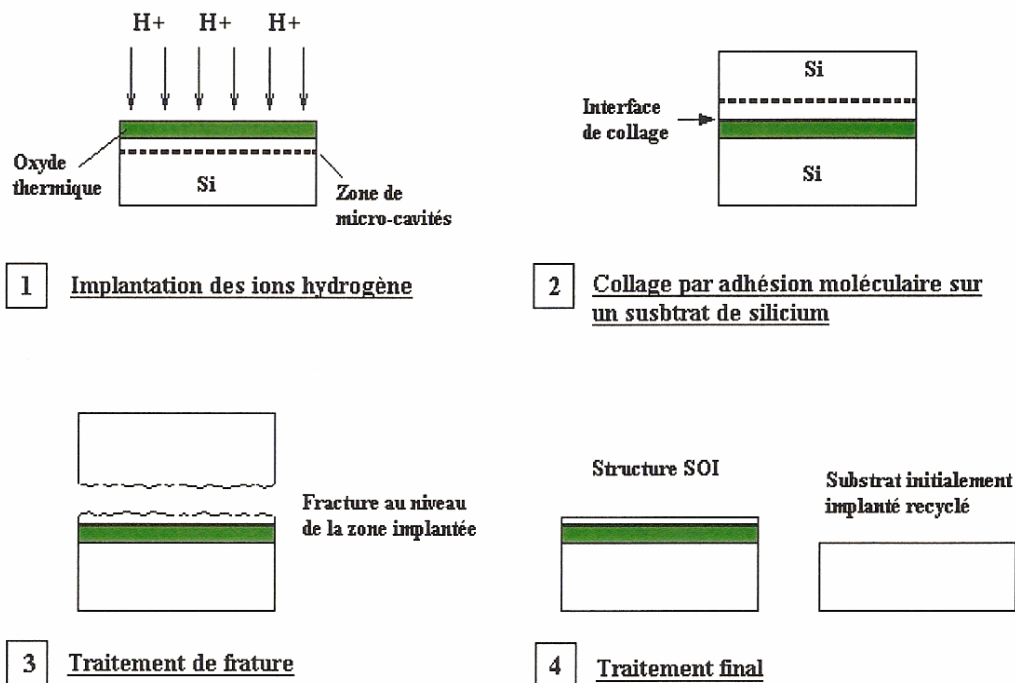 H+ H+ H+
Oxyde
thermique
Si
Zone de
micro-cavités
1 Implantation des ions hydrogène
Si
Interface
de collage
Si
2 Collage par adhésion moléculaire sur
un susbtrat de silicium
Fracture au niveau
de la zone implantée
3 Traitement de frature
Structure SOI
Substrat initialement
implanté recyclé
4 Traitement final